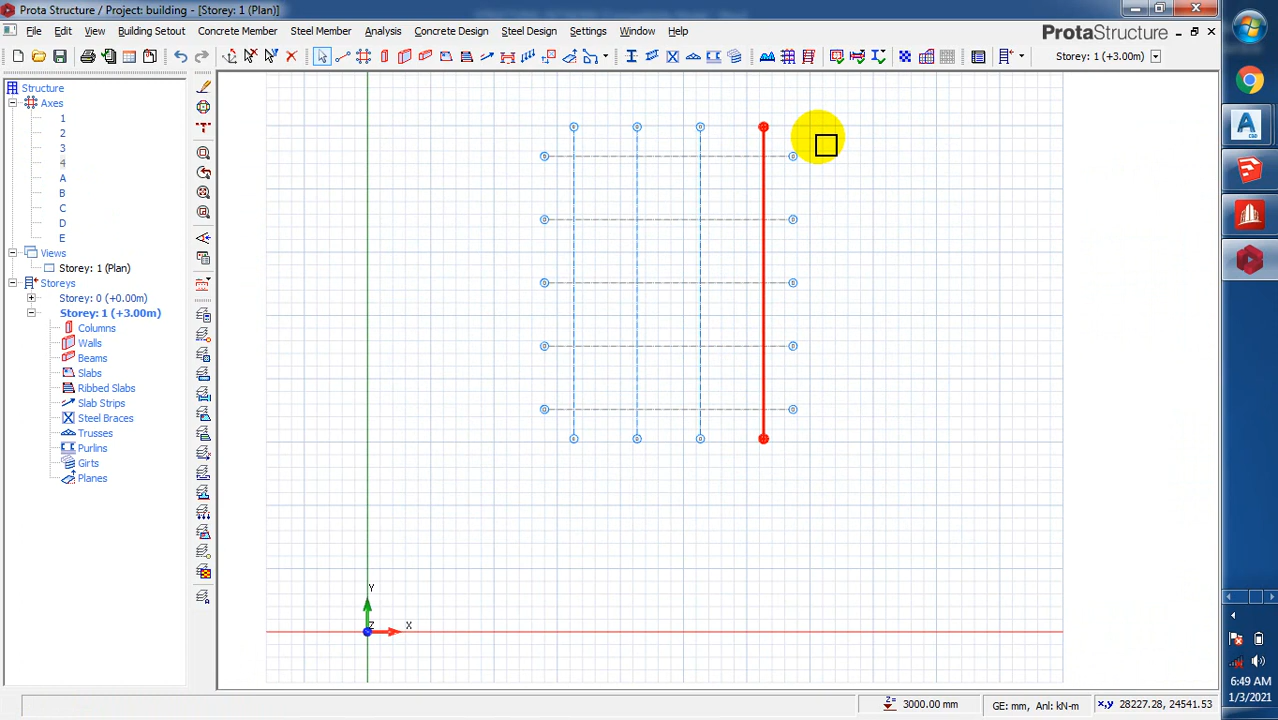 Prota Structure / Project: building - [Storey: 1 (Plan)]
File Edit View Building Setout Concrete Member Steel Member Analysis Concrete Design Steel Design Settings Window Help
ProtaStructure
Storey: 1 (+3.00m)
Structure
Axes
1
2
3
4
A
B
C
D
E
Views
Storey: 1 (Plan)
Storeys
Storey: 0 (+0.00m)
Storey: 1 (+3.00m)
Columns
Walls
Beams
Slabs
Ribbed Slabs
Slab Strips
Steel Braces
Trusses
Purlins
Girts
Planes
Y
Z
X
Z=
3000.00 mm
GE: mm, Anl: kN-m
x,y
28227.28, 24541.53
6:49 AM
1/3/2021